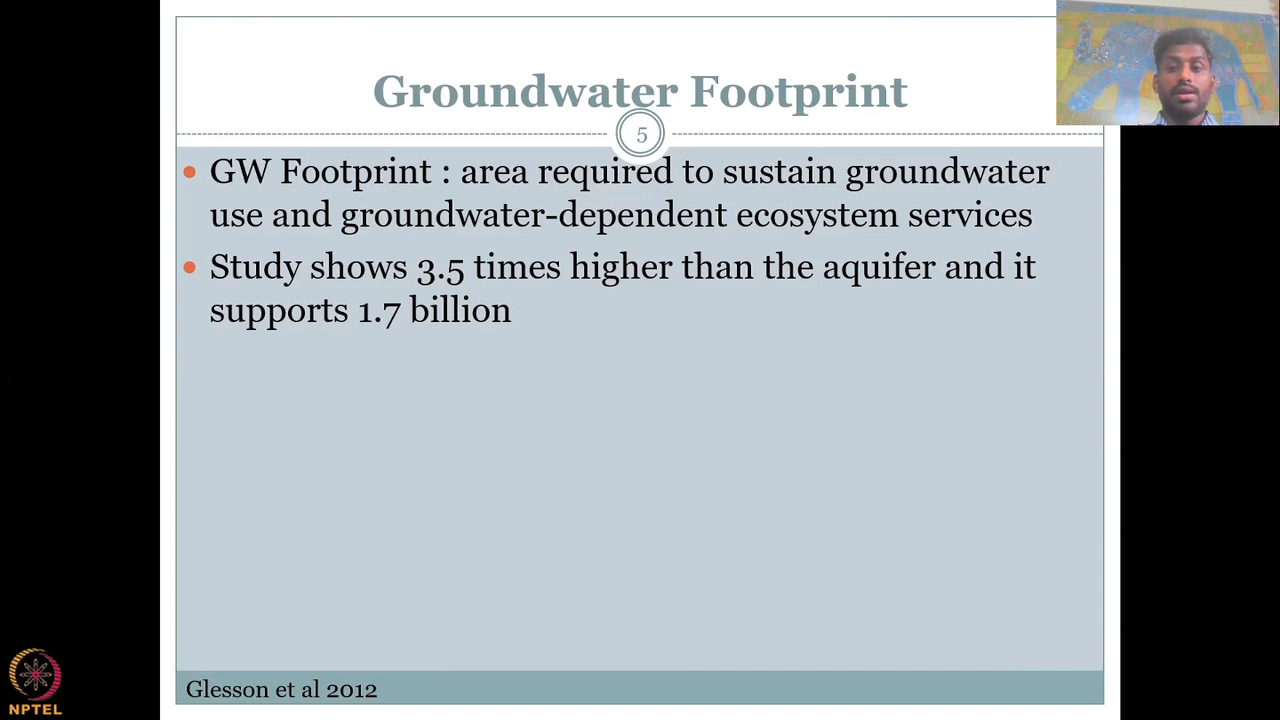 Groundwater Footprint
5
• GW Footprint : area required to sustain groundwater
use and groundwater-dependent ecosystem services
• Study shows 3.5 times higher than the aquifer and it
supports 1.7 billion
Glesson et al 2012
NPTEL